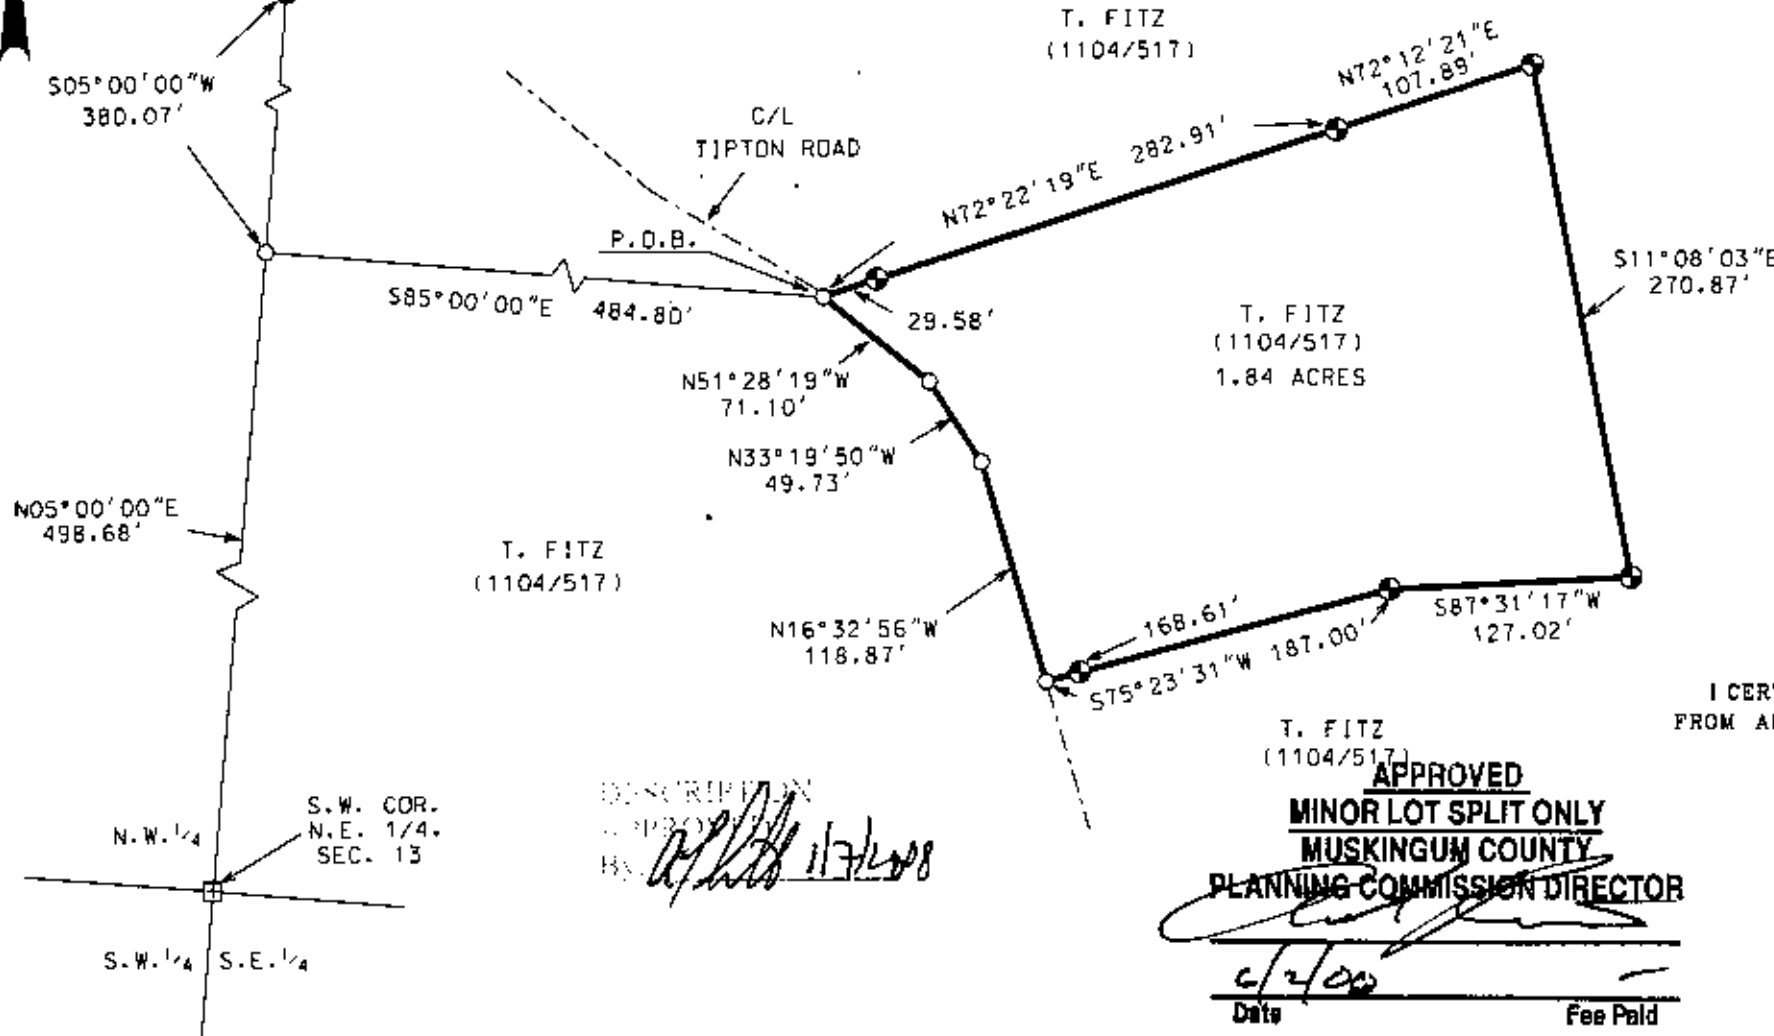 T. FITZ
(1104/517)
N72°12'21"E
107.89'
S05°00'00"W
380.07'
C/L
TIPTON ROAD
N72°22'19"E 282.91'
P.O.B.
S85°00'00"E 484.80'
29.58'
S11°08'03"E
270.87'
T. FITZ
(1104/517)
1.84 ACRES
N51°28'19"W
71.10'
N33°19'50"W
49.73'
N05°00'00"E
498.68'
T. FITZ
(1104/517)
N16°32'56"W
118.87'
168.61'
S75°23'31"W 187.00'
S87°31'17"W
127.02'
I CER
FROM A
T. FITZ
(1104/517)
S.W. COR.
N.E. 1/4.
SEC. 13
N.W. 1/4
S.W. 1/4 S.E. 1/4
DESCRIPTION
APPROVED
BY
APPROVED
MINOR LOT SPLIT ONLY
MUSKINGUM COUNTY
PLANNING COMMISSION DIRECTOR
Date Fee Paid